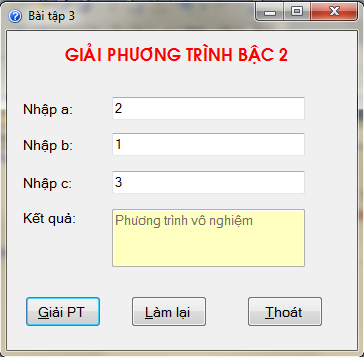 Bài tập 3
GIẢI PHƯƠNG TRÌNH BẬC 2
Nhập a: 2
Nhập b: 1
Nhập c: 3
Kết quả: Phương trình vô nghiệm
Giải PT Làm lại Thoát